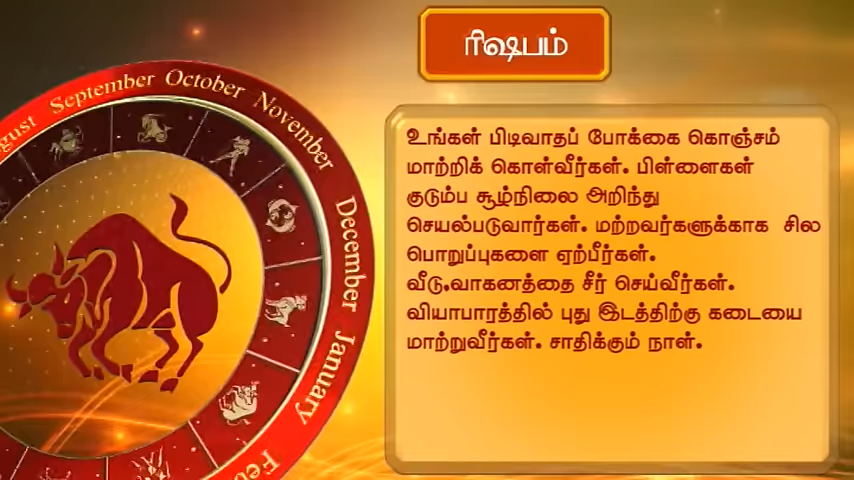 ரிஷபம்
September October November December January
உங்கள் பிடிவாதப் போக்கை கொஞ்சம்
மாற்றிக் கொள்வீர்கள். பிள்ளைகள்
குடும்ப சூழ்நிலை அறிந்து
செயல்படுவார்கள். மற்றவர்களுக்காக சில
பொறுப்புகளை ஏற்பீர்கள்.
வீடு.வாகனத்தை சீர் செய்வீர்கள்.
வியாபாரத்தில் புது இடத்திற்கு கடையை
மாற்றுவீர்கள். சாதிக்கும் நாள்.